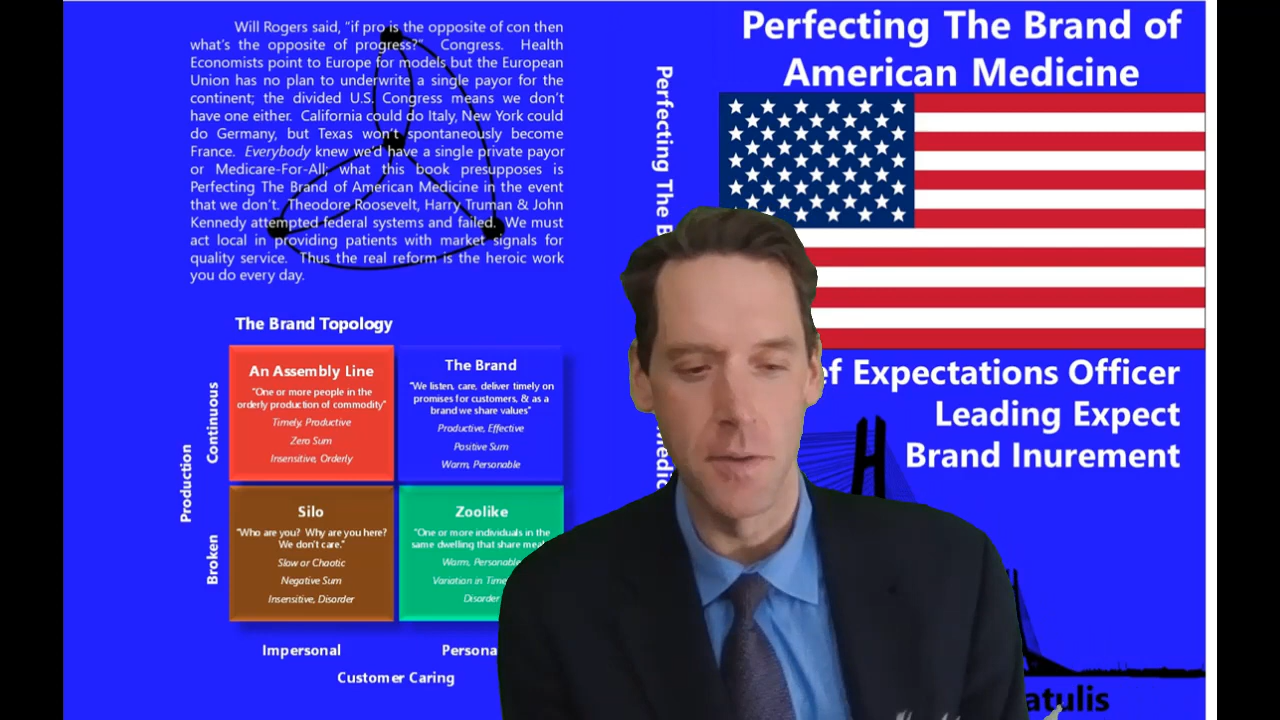 Will Rogers said, "if pro is the opposite of con then
what's the opposite of progress?" Congress. Health
Economists point to Europe for models but the European
Union has no plan to underwrite a single payor for the
continent; the divided U.S. Congress means we don't
have one either. California could do Italy, New York could
do Germany, but Texas won't spontaneously become
France. Everybody knew we'd have a single private payor
or Medicare-For-All; what this book presupposes is
Perfecting The Brand of American Medicine in the event
that we don't. Theodore Roosevelt, Harry Truman & John
Kennedy attempted federal systems and failed. We must
act local in providing patients with market signals for
quality service. Thus the real reform is the heroic work
you do every day.
The Brand Topology
Production
Continuous
Broken
An Assembly Line
"One or more people in the
orderly production of commodity"
Timely, Productive
Zero Sum
Insensitive, Orderly
The Brand
"We listen, care, deliver timely on
promises for customers, & as a
brand we share values"
Productive, Effective
Positive Sum
Warm, Personable
Silo
"Who are you? Why are you here?
We don't care."
Slow or Chaotic
Negative Sum
Insensitive, Disorder
Zoolike
"One or more individuals in the
same dwelling that share
Warm,
Variation in
Disorder
Impersonal
Customer Caring
Perfecting The
Perfecting The Brand of
American Medicine
Expectations Officer
Leading Expect
Brand Inurement
atulis